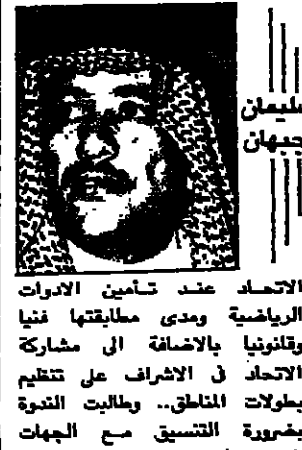 سليمان
جبهان
الاتحاد عند تأمين الادوات
الرياضية ومدى مطابقتها فنيا
وقانونيا بالاضافة الى مشاركة
الاتحاد في الاشراف على تنظيم
بطولات المناطق.. وطالبت الندوة
بضرورة التنسيق مع الجهات